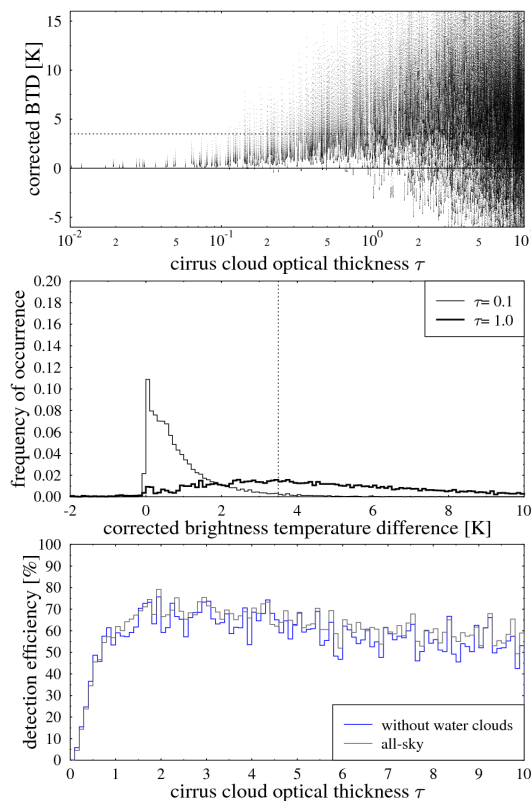 corrected BTD [K]
15
10
5
0
-5
10-2 2 5 10-1 2 5 100 2 5 10
cirrus cloud optical thickness τ
frequency of occurrence
0.20
0.18
0.16
0.14
0.12
0.10
0.08
0.06
0.04
0.02
0.00
τ= 0.1
τ= 1.0
-2 0 2 4 6 8 10
corrected brightness temperature difference [K]
detection efficiency [%]
100
90
80
70
60
50
40
30
20
10
0
without water clouds
all-sky
0 1 2 3 4 5 6 7 8 9 10
cirrus cloud optical thickness τ